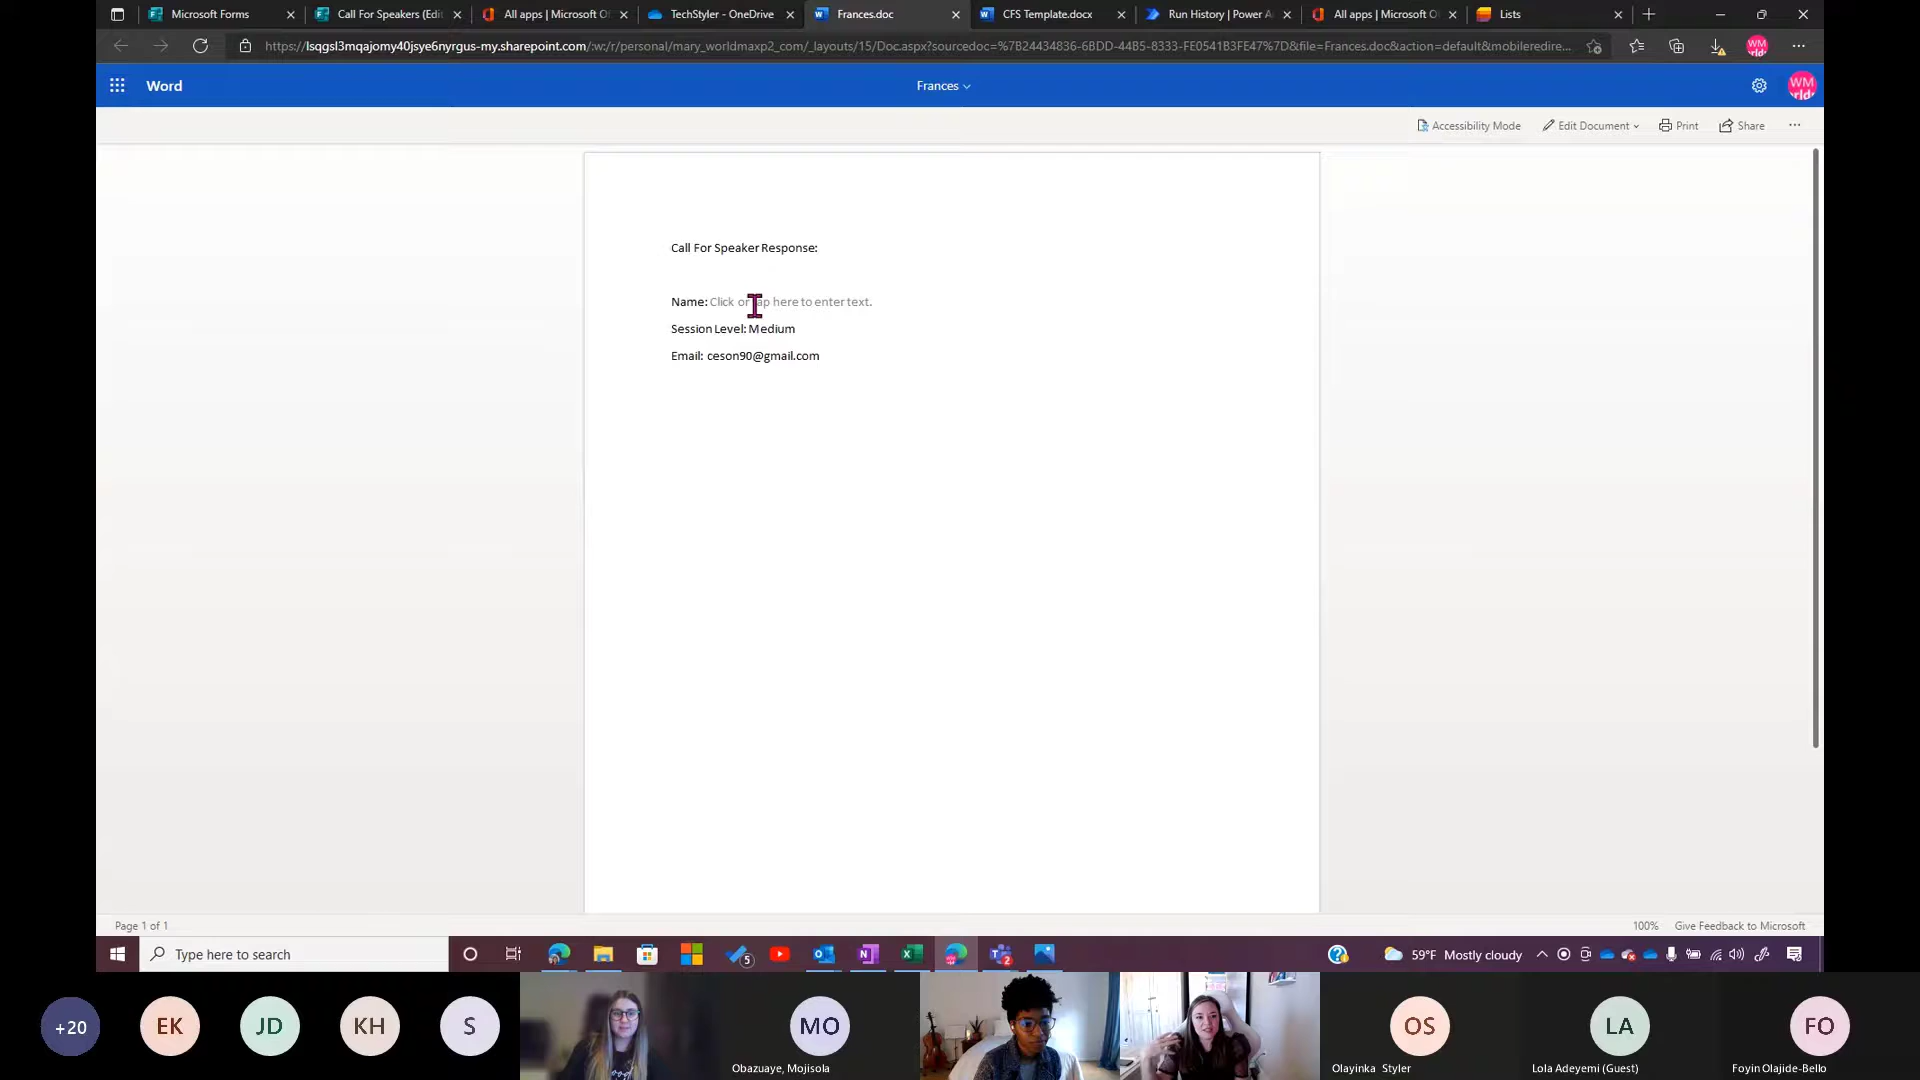 Microsoft Forms
Call For Speakers (Edi
All apps | Microsoft O
TechStyler - OneDrive
Frances.doc
CFS Template.docx
Run History | Power A
All apps | Microsoft O
Lists
https://lsqgsl3mqajomy40jsye6nyrgus-my.sharepoint.com/:w:/r/personal/mary_worldmaxp2_com/_layouts/15/Doc.aspx?sourcedoc=%7B24434836-6BDD-44B5-8333-FE0541B3FE47%7D&file=Frances.doc&action=default&mobileredire...
Word
Frances
Accessibility Mode
Edit Document
Print
Share
Call For Speaker Response:
Name: Click or tap here to enter text.
Session Level: Medium
Email: ceson90@gmail.com
Page 1 of 1
100%
Give Feedback to Microsoft
Type here to search
5
2
59°F Mostly cloudy
+20
EK
JD
KH
S
MO
Obazuaye, Mojisola
OS
Olayinka Styler
LA
Lola Adeyemi (Guest)
FO
Foyin Olajide-Bello